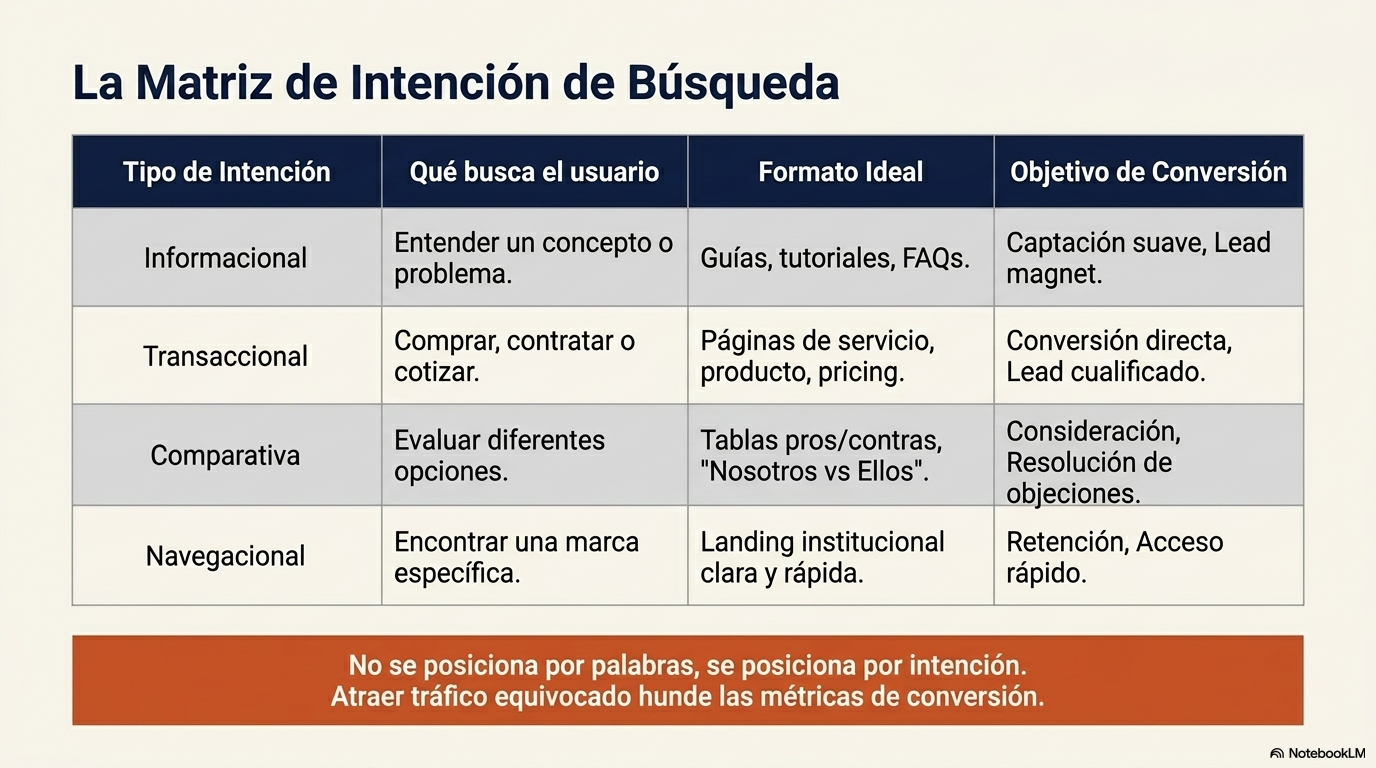 La Matriz de Intención de Búsqueda
Tipo de Intención
Qué busca el usuario
Formato Ideal
Objetivo de Conversión
Informacional
Entender un concepto o
problema.
Guías, tutoriales, FAQs.
Captación suave, Lead
magnet.
Transaccional
Comprar, contratar o
cotizar.
Páginas de servicio,
producto, pricing.
Conversión directa,
Lead cualificado.
Comparativa
Evaluar diferentes
opciones.
Tablas pros/contras,
"Nosotros vs Ellos".
Consideración,
Resolución de
objeciones.
Navegacional
Encontrar una marca
específica.
Landing institucional
clara y rápida.
Retención, Acceso
rápido.
No se posiciona por palabras, se posiciona por intención.
Atraer tráfico equivocado hunde las métricas de conversión.
NotebookLM